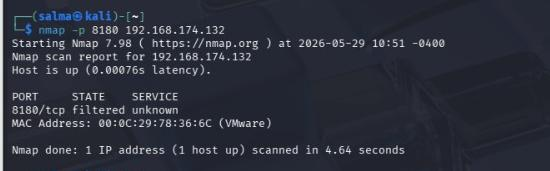 ┌──(salma㉿kali)-[~]
└─$ nmap -p 8180 192.168.174.132
Starting Nmap 7.98 ( https://nmap.org ) at 2026-05-29 10:51 -0400
Nmap scan report for 192.168.174.132
Host is up (0.00076s latency).

PORT     STATE    SERVICE
8180/tcp filtered unknown
MAC Address: 00:0C:29:78:36:6C (VMware)

Nmap done: 1 IP address (1 host up) scanned in 4.64 seconds